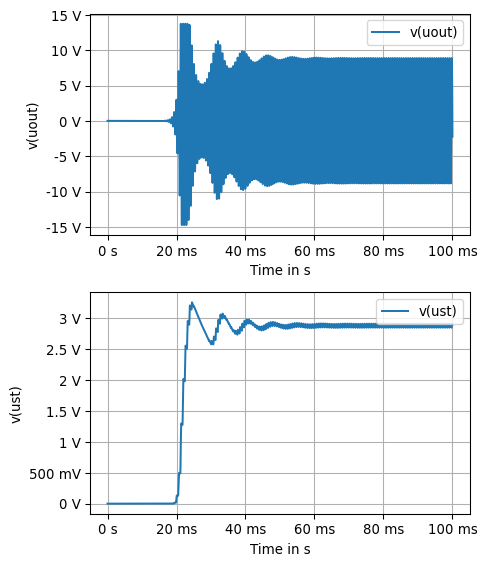 15 V
10 V
5 V
0 V
-5 V
-10 V
-15 V
v(uout)
v(uout)
0 s 20 ms 40 ms 60 ms 80 ms 100 ms
Time in s
3 V
2.5 V
2 V
1.5 V
1 V
500 mV
0 V
v(ust)
v(ust)
0 s 20 ms 40 ms 60 ms 80 ms 100 ms
Time in s